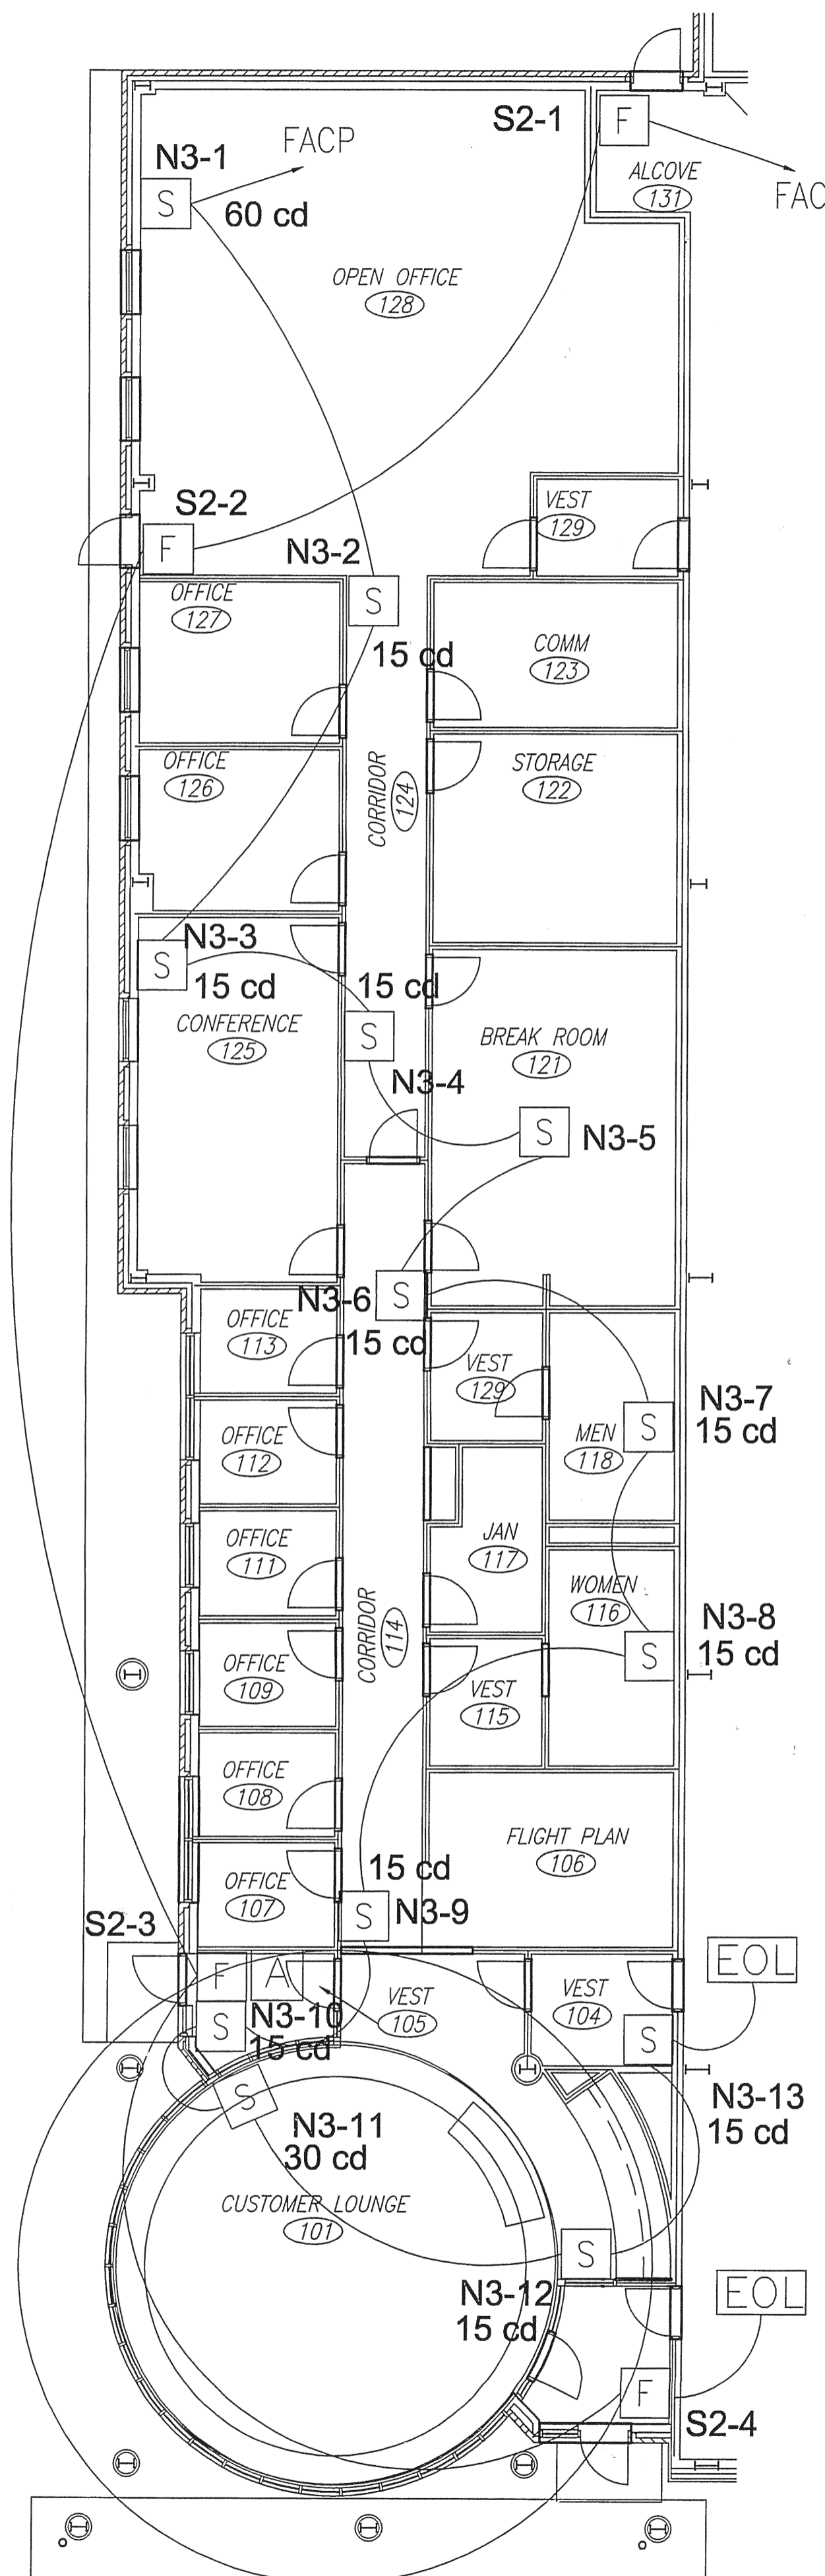 S2-1
F
FACP
N3-1
ALCOVE
131
FAC
S
60 cd
OPEN OFFICE
128
S2-2
VEST
129
F
N3-2
OFFICE
127
S
COMM
123
15 cd
OFFICE
126
STORAGE
122
CORRIDOR
124
N3-3
S
15 cd
15 cd
CONFERENCE
125
S
BREAK ROOM
121
N3-4
S
N3-5
N3-6
S
OFFICE
113
15 cd
VEST
129
N3-7
15 cd
S
MEN
118
OFFICE
112
JAN
117
OFFICE
111
WOMEN
116
N3-8
15 cd
S
CORRIDOR
114
OFFICE
109
VEST
115
OFFICE
108
FLIGHT PLAN
106
15 cd
OFFICE
107
S
N3-9
S2-3
EOL
F
A
VEST
105
VEST
104
S
N3-10
15 cd
S
S
N3-13
15 cd
N3-11
30 cd
CUSTOMER LOUNGE
101
S
N3-12
15 cd
EOL
F
S2-4